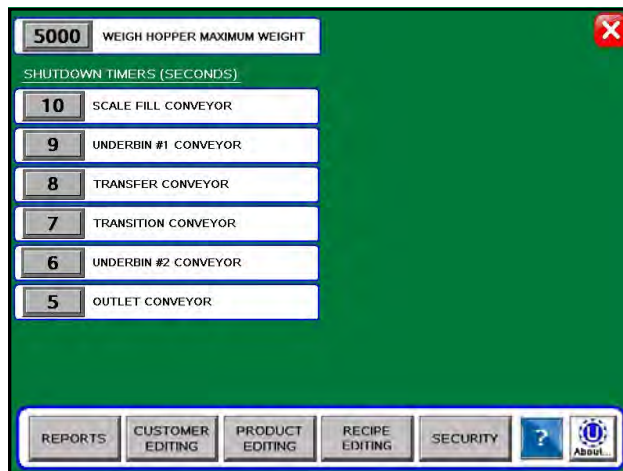 5000 WEIGH HOPPER MAXIMUM WEIGHT
SHUTDOWN TIMERS (SECONDS)
10 SCALE FILL CONVEYOR
9 UNDERBIN #1 CONVEYOR
8 TRANSFER CONVEYOR
7 TRANSITION CONVEYOR
6 UNDERBIN #2 CONVEYOR
5 OUTLET CONVEYOR
REPORTS
CUSTOMER
EDITING
PRODUCT
EDITING
RECIPE
EDITING
SECURITY
?
U
About...